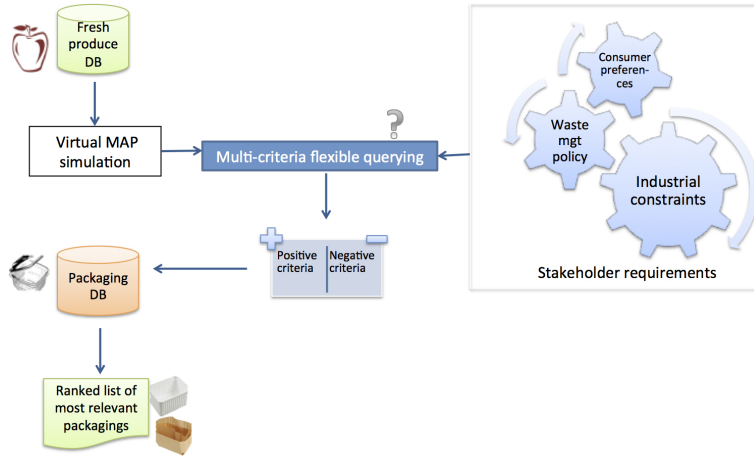 Fresh
produce
DB
Virtual MAP
simulation
?
Multi-criteria flexible querying
Consumer
preferen-
ces
Waste
mgt
policy
Industrial
constraints
Stakeholder requirements
Positive
criteria
Negative
criteria
Packaging
DB
Ranked list of
most relevant
packagings